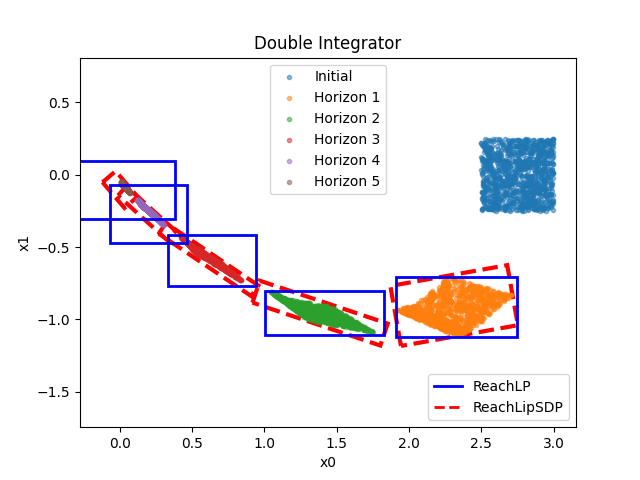 Double Integrator
Initial
Horizon 1
Horizon 2
Horizon 3
Horizon 4
Horizon 5
0.5
0.0
−0.5
−1.0
−1.5
x1
0.0
0.5
1.0
1.5
2.0
2.5
3.0
x0
ReachLP
ReachLipSDP